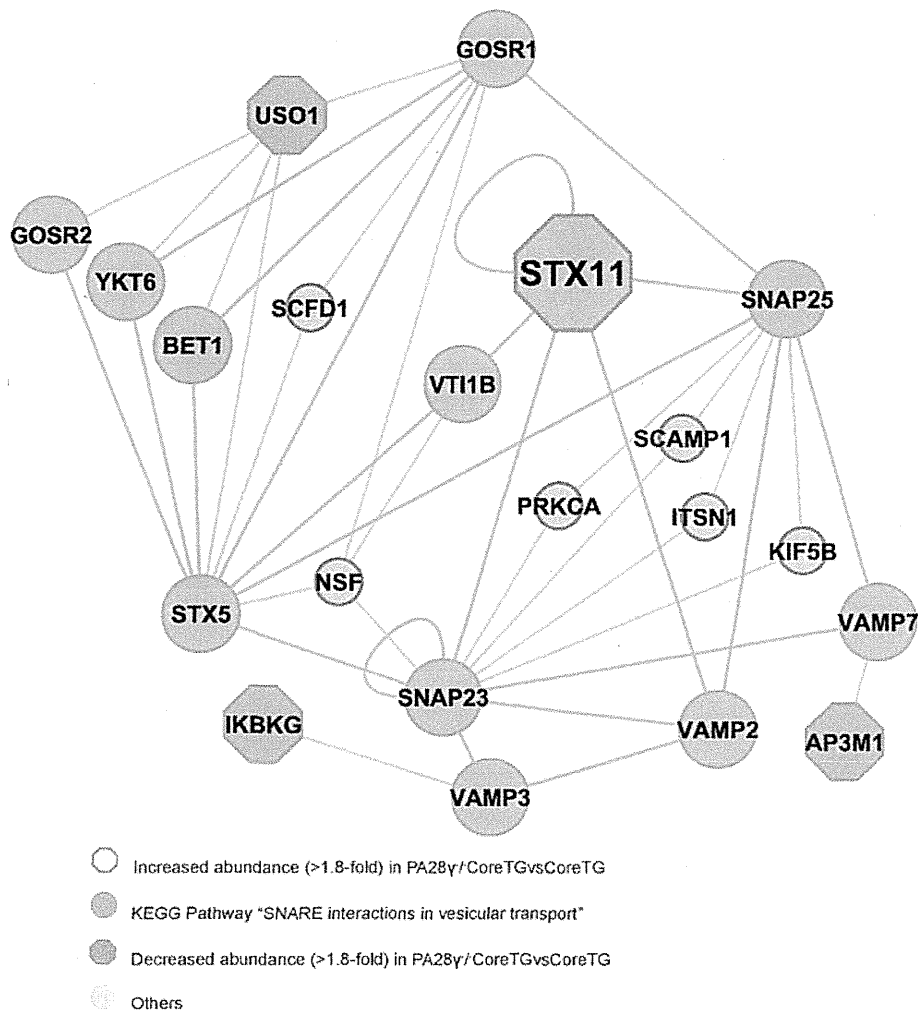 GOSR1
USO1
GOSR2
YKT6
STX11
SNAP25
SCFD1
BET1
VTI1B
SCAMP1
PRKCA
ITSN1
KIF5B
NSF
STX5
VAMP7
SNAP23
IKBKG
VAMP2
AP3M1
VAMP3
Increased abundance (>1.8-fold) in PA28γ/-CoreTGvsCoreTG
KEGG Pathway "SNARE interactions in vesicular transport"
Decreased abundance (>1.8-fold) in PA28γ/-CoreTGvsCoreTG
Others